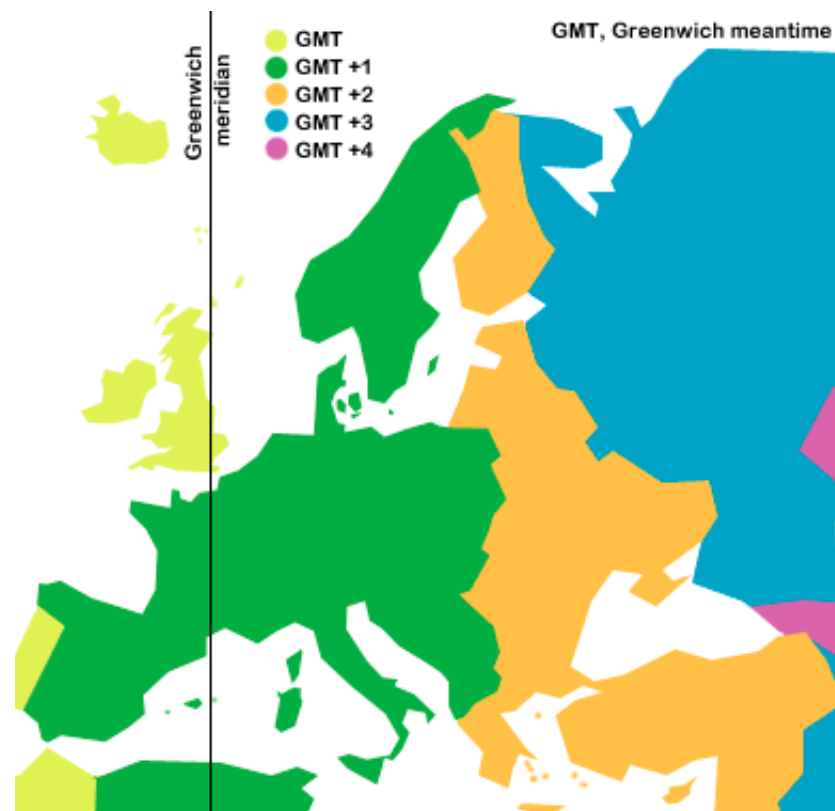 GMT, Greenwich meantime
Greenwich
meridian
GMT
GMT +1
GMT +2
GMT +3
GMT +4